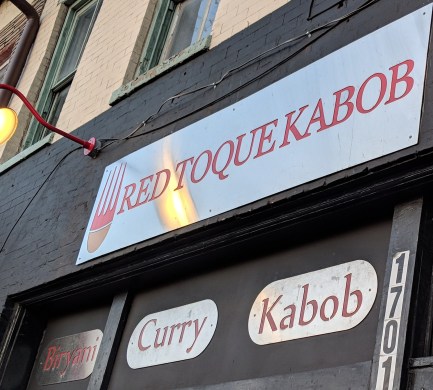 RED TOQUE KABOB
Biryani
Curry
Kabob
1701